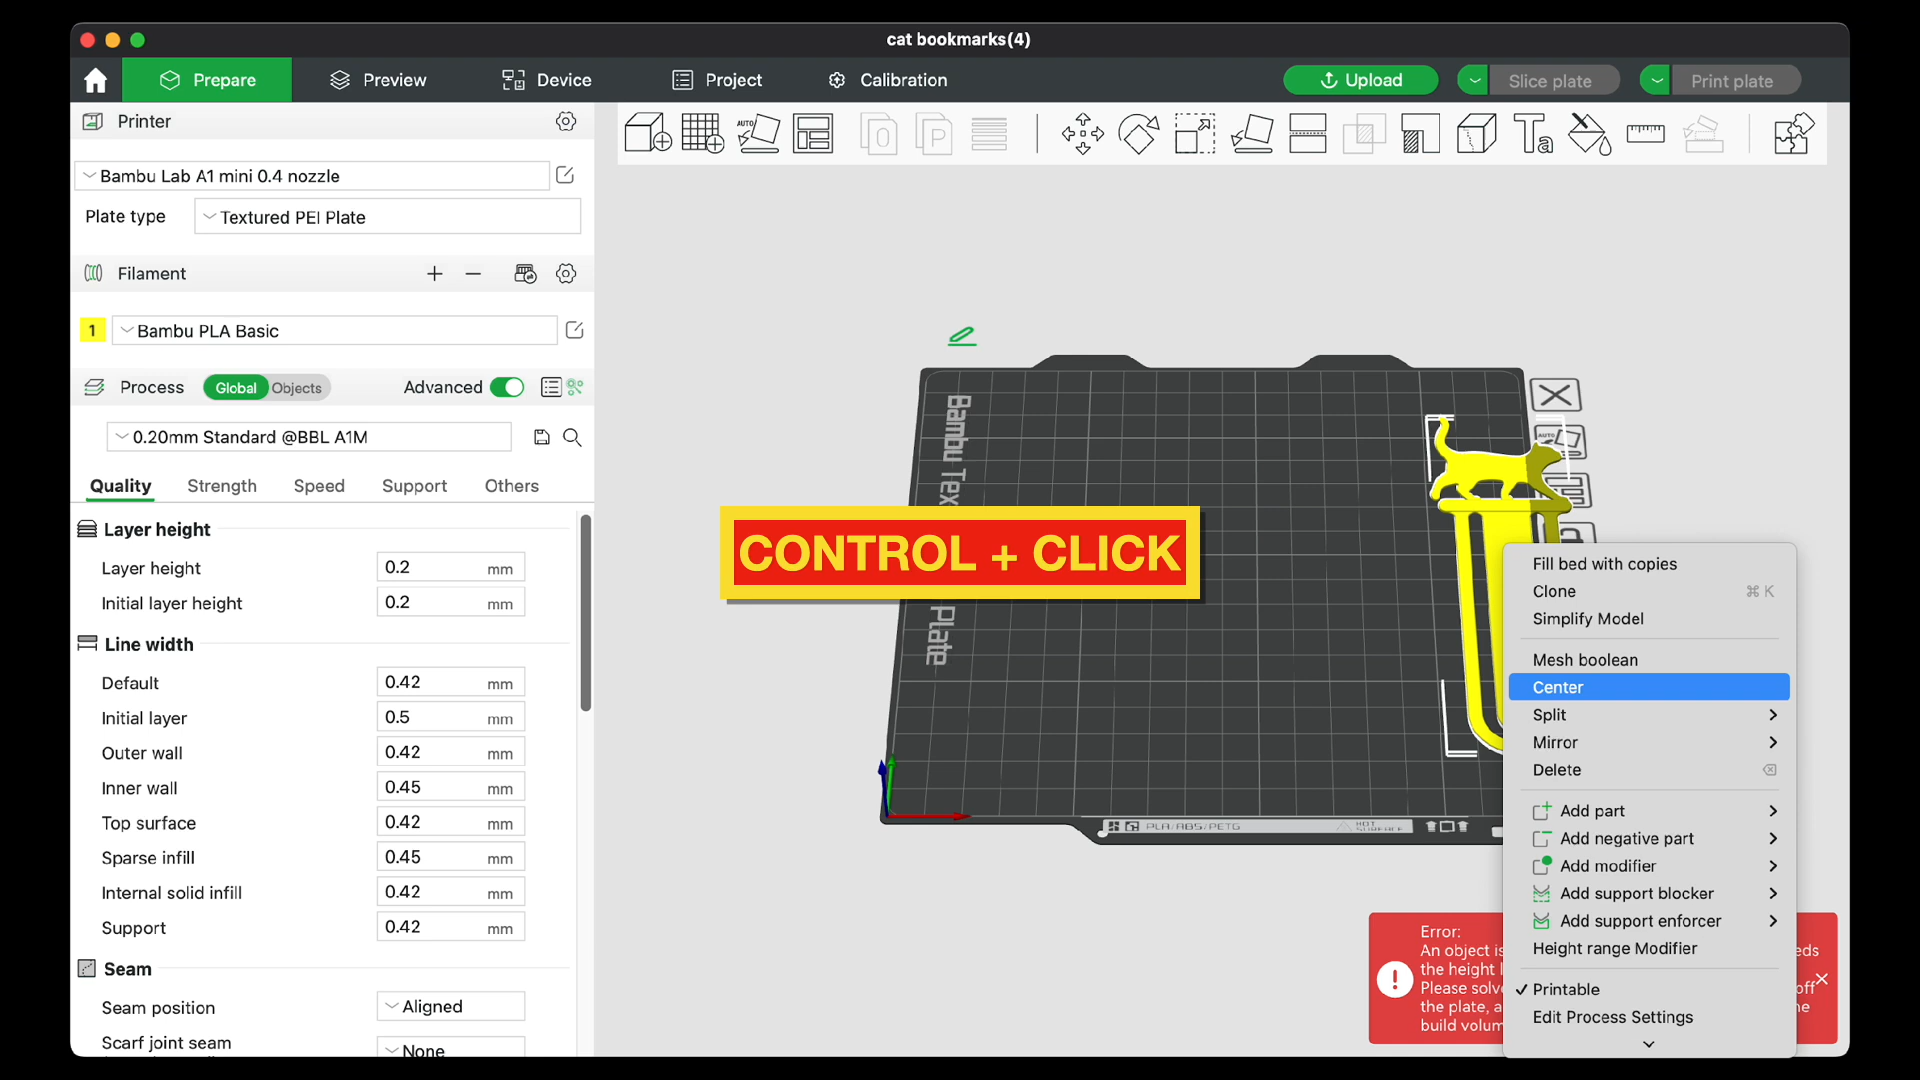 cat bookmarks(4)
Prepare
Preview
Device
Project
Calibration
Upload
Slice plate
Print plate
Printer
Bambu Lab A1 mini 0.4 nozzle
Plate type
Textured PEI Plate
Filament
1
Bambu PLA Basic
Process
Global
Objects
Advanced
0.20mm Standard @BBL A1M
Quality
Strength
Speed
Support
Others
Layer height
Layer height 0.2 mm
Initial layer height 0.2 mm
Line width
Default 0.42 mm
Initial layer 0.5 mm
Outer wall 0.42 mm
Inner wall 0.45 mm
Top surface 0.42 mm
Sparse infill 0.45 mm
Internal solid infill 0.42 mm
Support 0.42 mm
Seam
Seam position Aligned
Scarf joint seam None
AUTO
O
P
Ta
AUTO
Bambu Tex
Plate
CONTROL + CLICK
PLA/ABS/PETG
HOT
SURFACE
Fill bed with copies
Clone ⌘ K
Simplify Model
Mesh boolean
Center
Split
Mirror
Delete
Add part
Add negative part
Add modifier
Add support blocker
Add support enforcer
Height range Modifier
Printable
Edit Process Settings
Error:
An object is
the height
Please solv
off
the plate, a
build volum